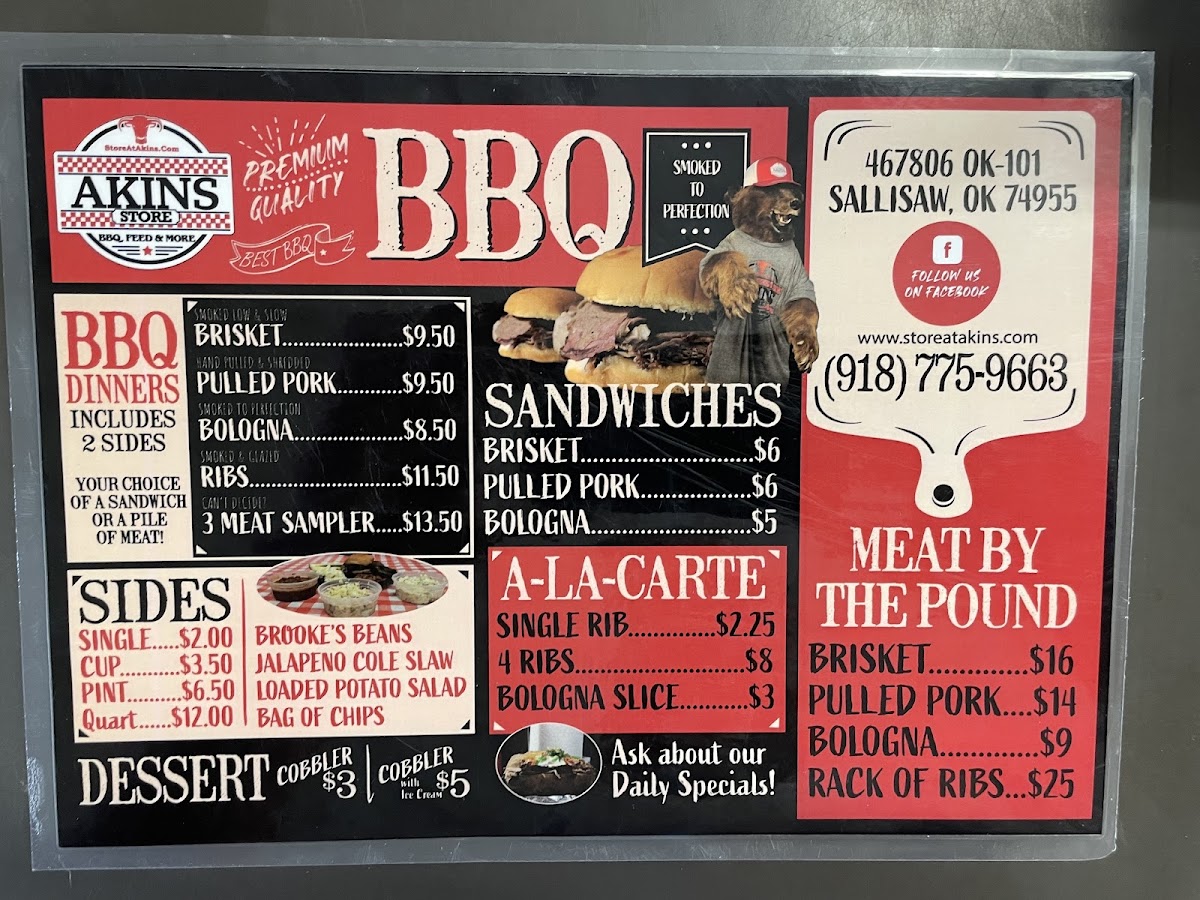 StoreAtAkins.Com
AKINS
STORE
BBQ, FEED & MORE
PREMIUM
QUALITY
BEST BBQ
BBQ
SMOKED
TO
PERFECTION
467806 OK-101
SALLISAW, OK 74955
f
FOLLOW US
ON FACEBOOK
www.storeatakins.com
(918) 775-9663
BBQ
DINNERS
INCLUDES
2 SIDES
YOUR CHOICE
OF A SANDWICH
OR A PILE
OF MEAT!
SMOKED LOW & SLOW
BRISKET......................$9.50
HAND PULLED & SHREDDED
PULLED PORK............$9.50
SMOKED TO PERFECTION
BOLOGNA....................$8.50
SMOKED & GLAZED
RIBS............................$11.50
CAN'T DECIDE?
3 MEAT SAMPLER.....$13.50
SANDWICHES
BRISKET..............................$6
PULLED PORK...................$6
BOLOGNA...........................$5
SIDES
SINGLE.....$2.00
CUP...........$3.50
PINT..........$6.50
Quart......$12.00
BROOKE'S BEANS
JALAPENO COLE SLAW
LOADED POTATO SALAD
BAG OF CHIPS
A-LA-CARTE
SINGLE RIB...............$2.25
4 RIBS.............................$8
BOLOGNA SLICE...........$3
MEAT BY
THE POUND
BRISKET............$16
PULLED PORK....$14
BOLOGNA.............$9
RACK OF RIBS...$25
DESSERT
COBBLER
$3
COBBLER
with
Ice Cream $5
Ask about our
Daily Specials!